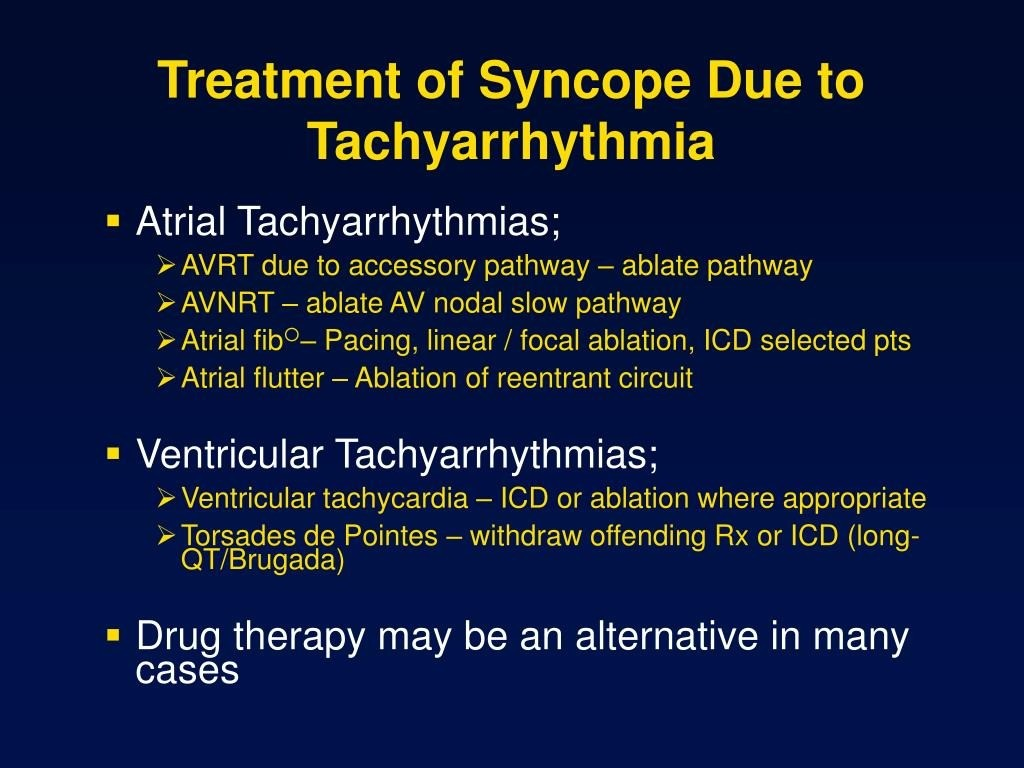 Treatment of Syncope Due to
Tachyarrhythmia
▪ Atrial Tachyarrhythmias;
➢ AVRT due to accessory pathway – ablate pathway
➢ AVNRT – ablate AV nodal slow pathway
➢ Atrial fib○– Pacing, linear / focal ablation, ICD selected pts
➢ Atrial flutter – Ablation of reentrant circuit
▪ Ventricular Tachyarrhythmias;
➢ Ventricular tachycardia – ICD or ablation where appropriate
➢ Torsades de Pointes – withdraw offending Rx or ICD (long-
QT/Brugada)
▪ Drug therapy may be an alternative in many
cases